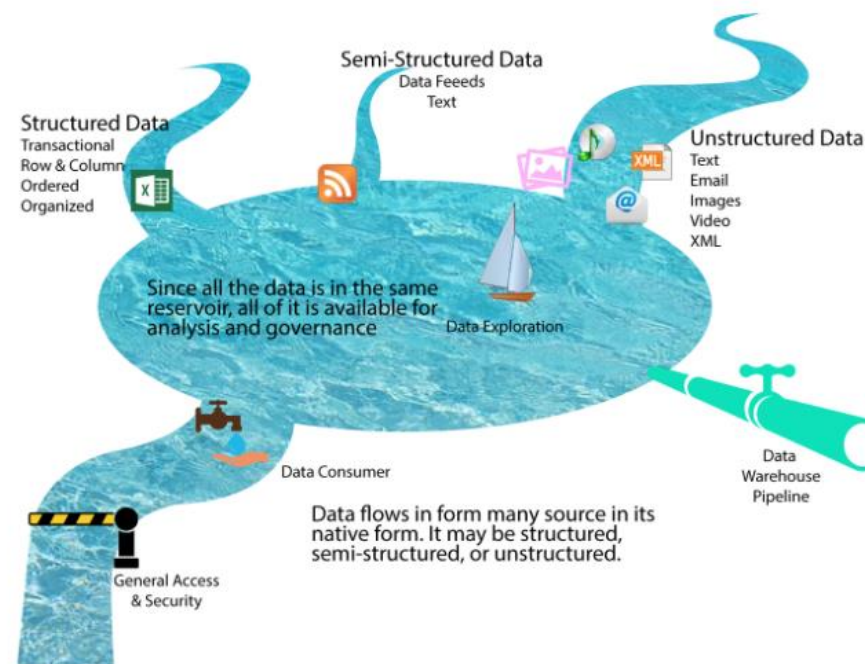 Semi-Structured Data
Data Feeeds
Text
Structured Data
Transactional
Row & Column
Ordered
Organized
X
XML
@
Unstructured Data
Text
Email
Images
Video
XML
Since all the data is in the same
reservoir, all of it is available for
analysis and governance
Data Exploration
Data Consumer
Data
Warehouse
Pipeline
Data flows in form many source in its
native form. It may be structured,
semi-structured, or unstructured.
General Access
& Security